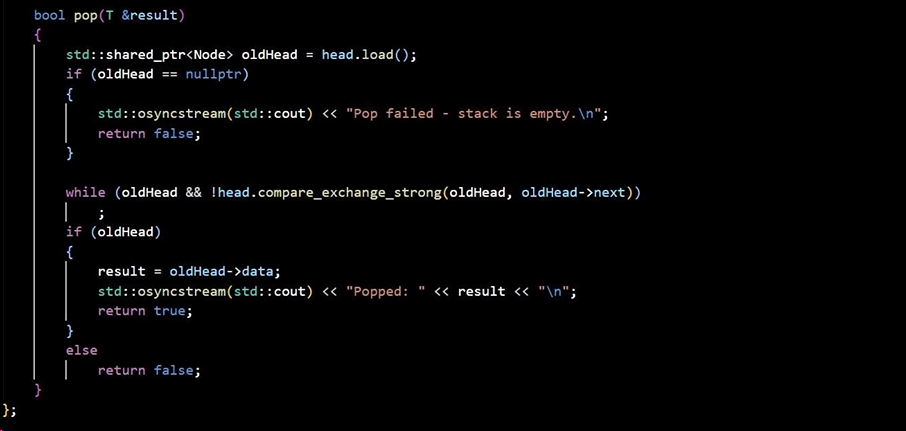 bool pop(T &result)
{
std::shared_ptr<Node> oldHead = head.load();
if (oldHead == nullptr)
{
std::osyncstream(std::cout) << "Pop failed - stack is empty.\n";
return false;
}
while (oldHead && !head.compare_exchange_strong(oldHead, oldHead->next))
;
if (oldHead)
{
result = oldHead->data;
std::osyncstream(std::cout) << "Popped: " << result << "\n";
return true;
}
else
return false;
}
};